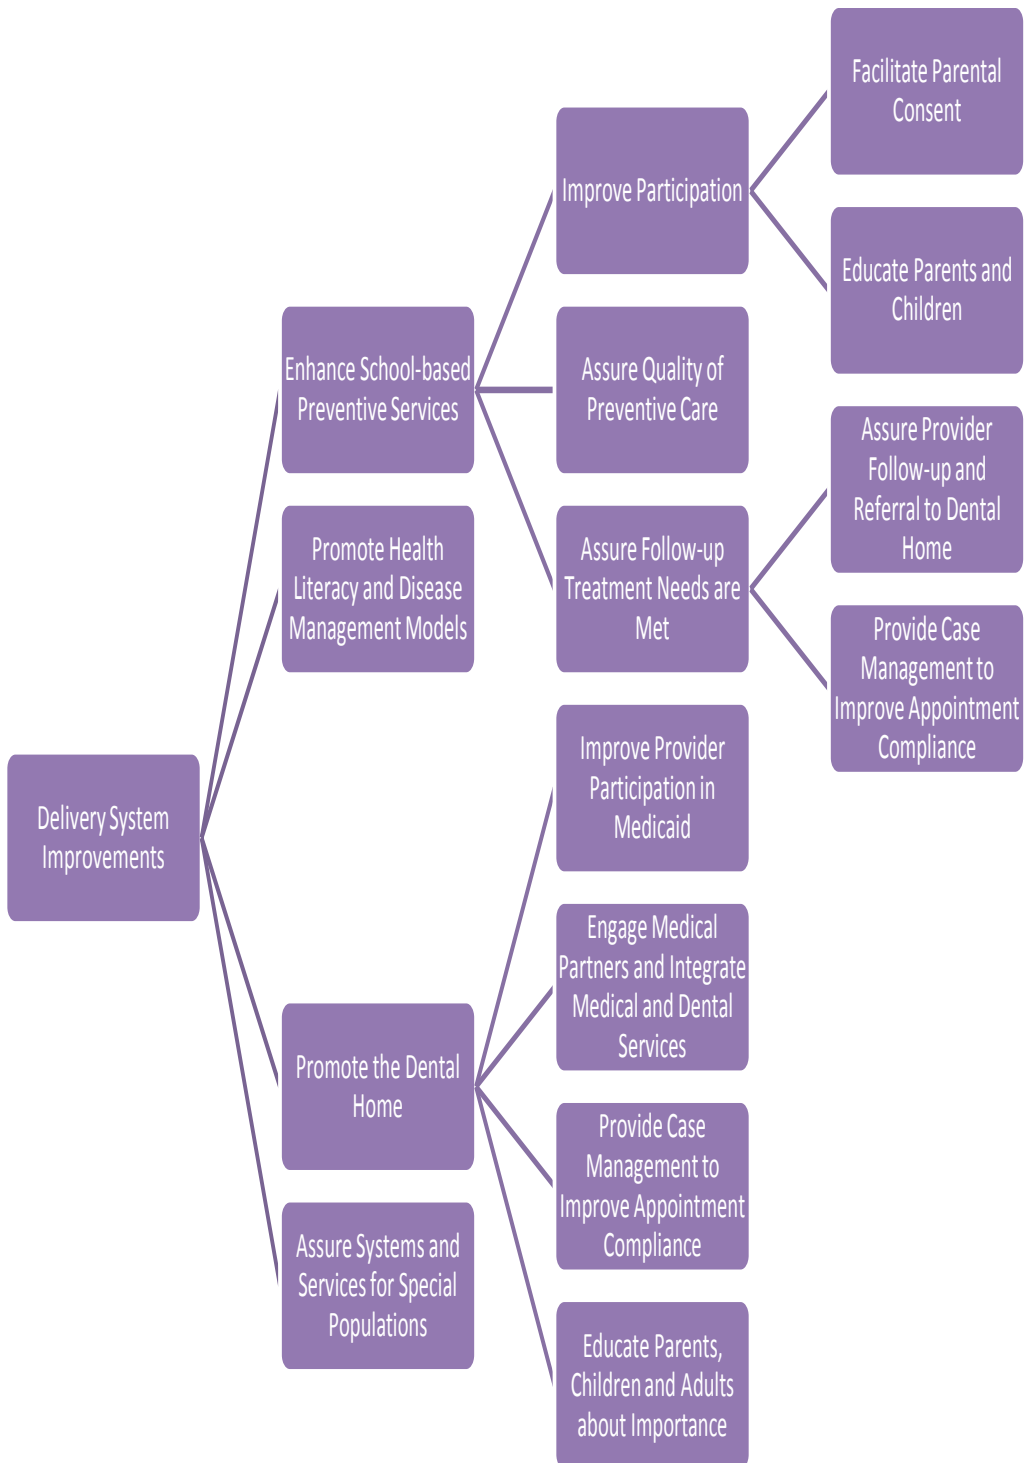 Delivery System
Improvements
Enhance School-based
Preventive Services
Improve Participation
Facilitate Parental
Consent
Educate Parents and
Children
Assure Quality of
Preventive Care
Assure Follow-up
Treatment Needs are
Met
Assure Provider
Follow-up and
Referral to Dental
Home
Provide Case
Management to
Improve Appointment
Compliance
Promote Health
Literacy and Disease
Management Models
Promote the Dental
Home
Improve Provider
Participation in
Medicaid
Engage Medical
Partners and Integrate
Medical and Dental
Services
Provide Case
Management to
Improve Appointment
Compliance
Educate Parents,
Children and Adults
about Importance
Assure Systems and
Services for Special
Populations